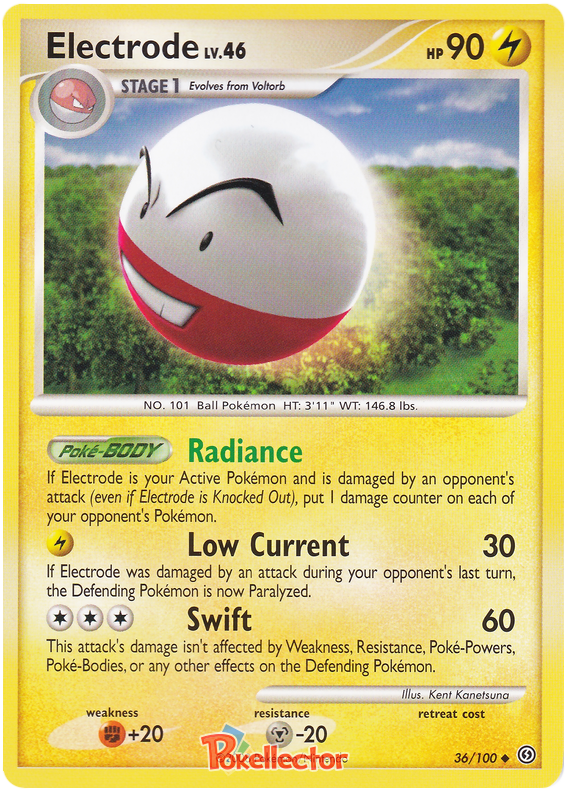 Electrode LV.46 HP 90
STAGE 1 Evolves from Voltorb
NO. 101 Ball Pokémon HT: 3'11" WT: 146.8 lbs.
Poké-BODY Radiance
If Electrode is your Active Pokémon and is damaged by an opponent's
attack (even if Electrode is Knocked Out), put 1 damage counter on each of
your opponent's Pokémon.
Low Current 30
If Electrode was damaged by an attack during your opponent's last turn,
the Defending Pokémon is now Paralyzed.
Swift 60
This attack's damage isn't affected by Weakness, Resistance, Poké-Powers,
Poké-Bodies, or any other effects on the Defending Pokémon.
Illus. Kent Kanetsuna
weakness resistance retreat cost
+20 -20
Pokellector
36/100